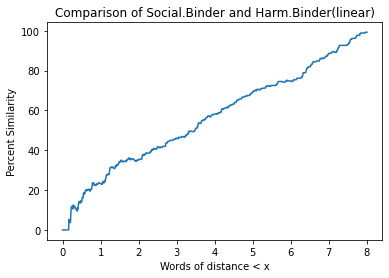 Comparison of Social.Binder and Harm.Binder(linear)
Percent Similarity
100
80
60
40
20
0
0 1 2 3 4 5 6 7 8
Words of distance < x